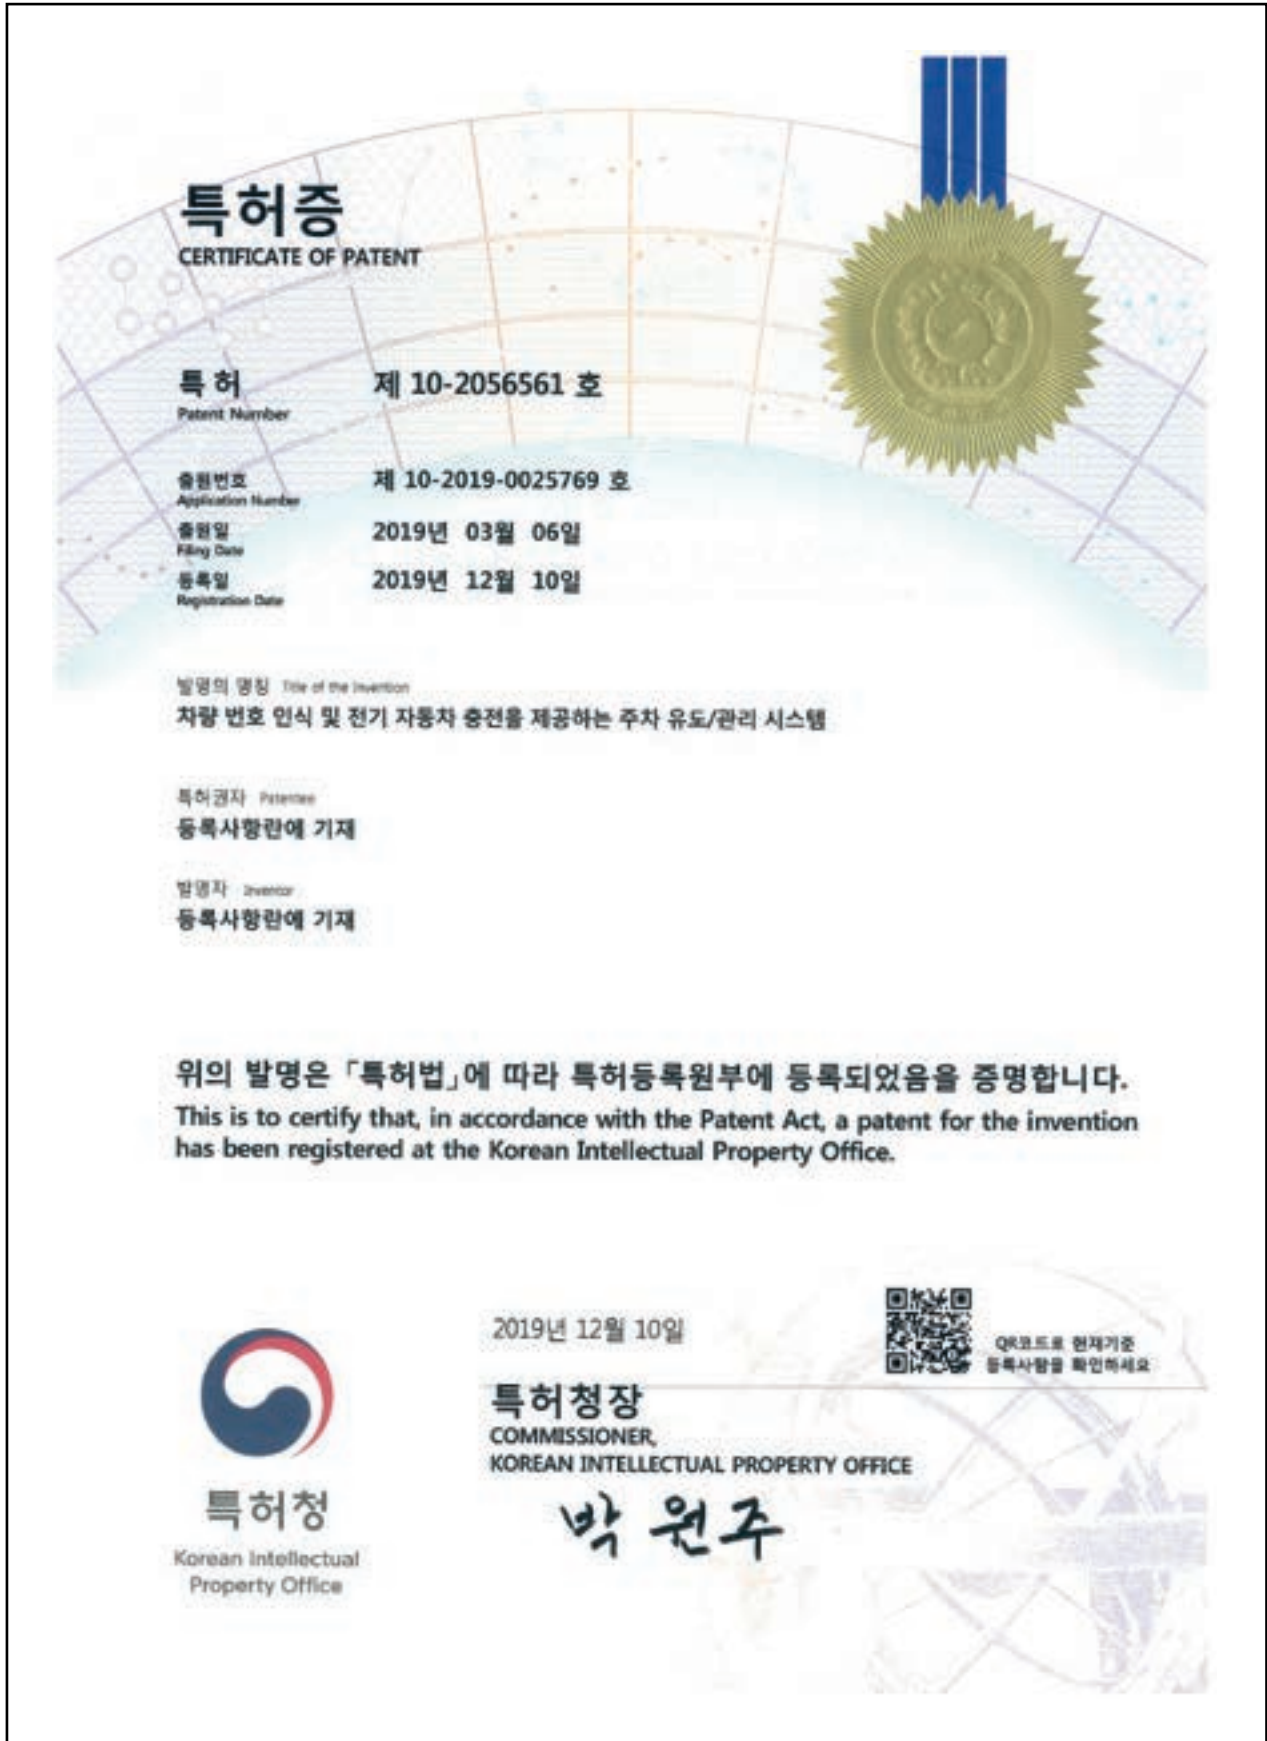 특허증
CERTIFICATE OF PATENT
특 허 제 10-2056561 호
Patent Number
출원번호 제 10-2019-0025769 호
Application Number
출원일 2019년 03월 06일
Filing Date
등록일 2019년 12월 10일
Registration Date
발명의 명칭 Title of the Invention
차량 번호 인식 및 전기 자동차 충전을 제공하는 주차 유도/관리 시스템
특허권자 Patentee
등록사항란에 기재
발명자 Inventor
등록사항란에 기재
위의 발명은 「특허법」에 따라 특허등록원부에 등록되었음을 증명합니다.
This is to certify that, in accordance with the Patent Act, a patent for the invention
has been registered at the Korean Intellectual Property Office.
2019년 12월 10일
QR코드로 현재기준
등록사항을 확인하세요
특허청장
COMMISSIONER,
KOREAN INTELLECTUAL PROPERTY OFFICE
박 원 주
특허청
Korean Intellectual
Property Office